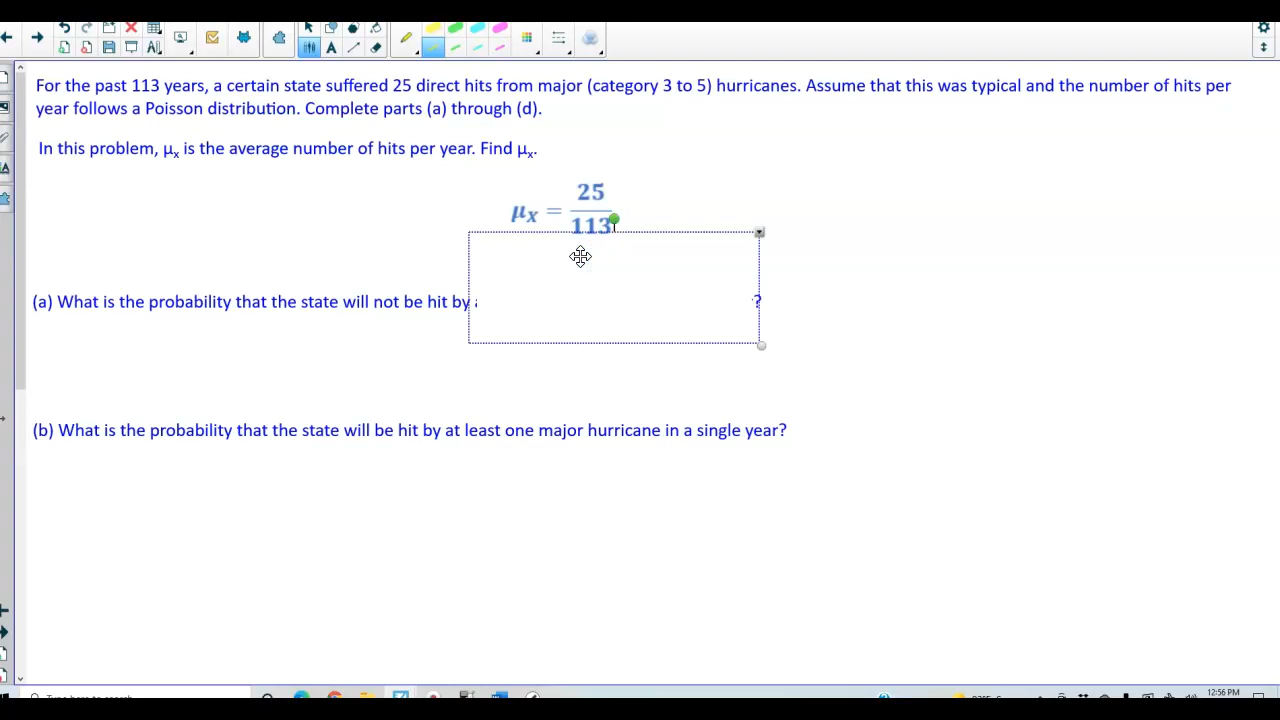 For the past 113 years, a certain state suffered 25 direct hits from major (category 3 to 5) hurricanes. Assume that this was typical and the number of hits per
year follows a Poisson distribution. Complete parts (a) through (d).
In this problem, μx is the average number of hits per year. Find μx.
μX = 25/113
(a) What is the probability that the state will not be hit by ?
(b) What is the probability that the state will be hit by at least one major hurricane in a single year?
12:56 PM